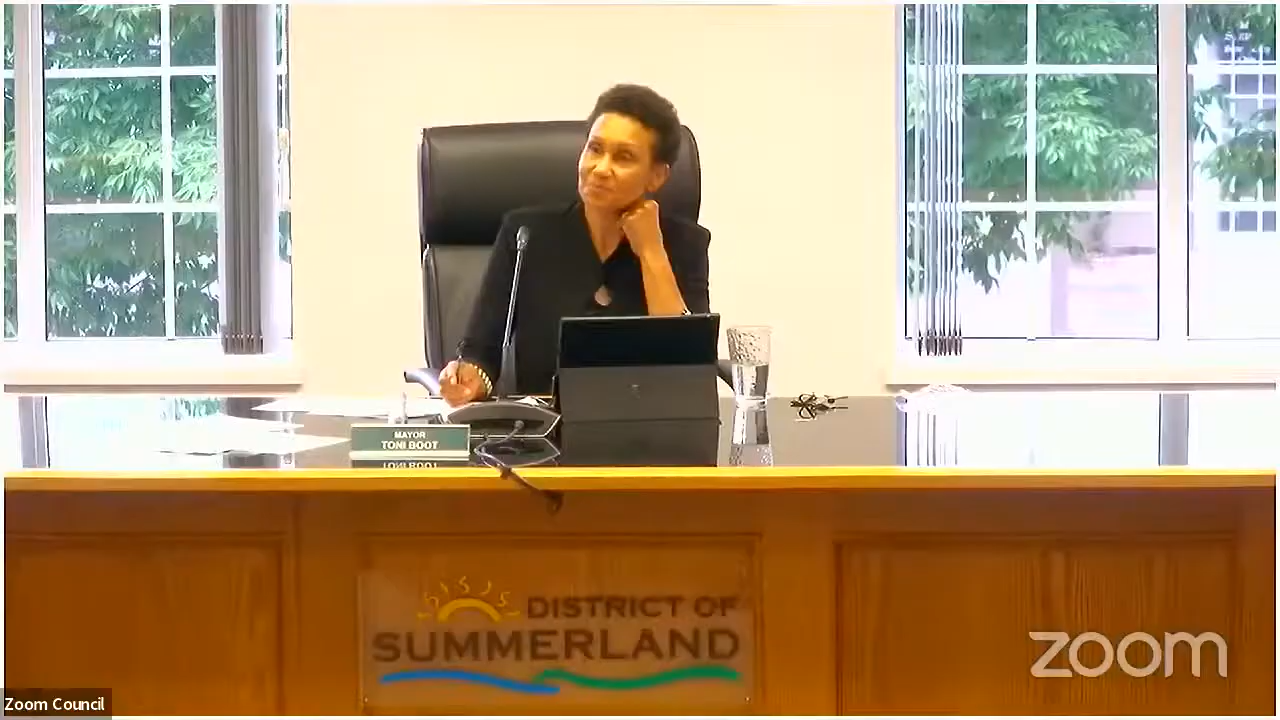 MAYOR
TONI BOOT
DISTRICT OF
SUMMERLAND
zoom
Zoom Council